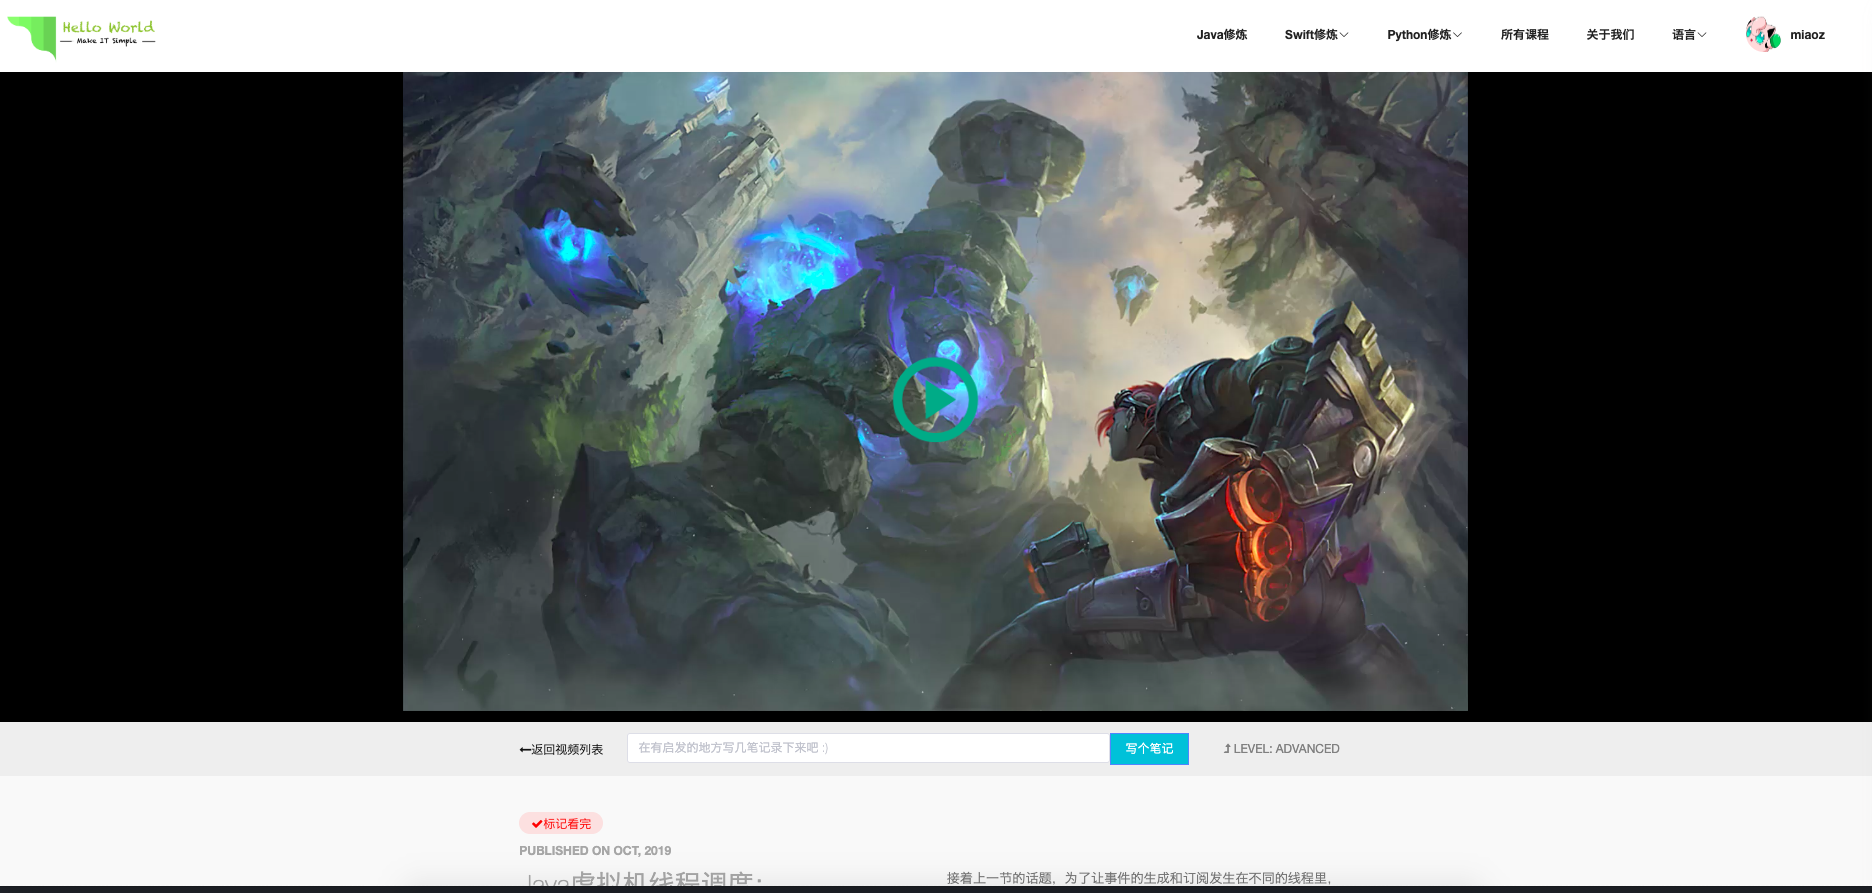 Hello World
Make IT Simple
Java修炼 Swift修炼 Python修炼 所有课程 关于我们 语言 miaoz
返回视频列表 在有启发的地方写几笔记录下来吧 :) 写个笔记 LEVEL: ADVANCED
标记看完
PUBLISHED ON OCT, 2019
Java虚拟机线程调度:
接着上一节的话题，为了让事件的生成和订阅发生在不同的线程里，